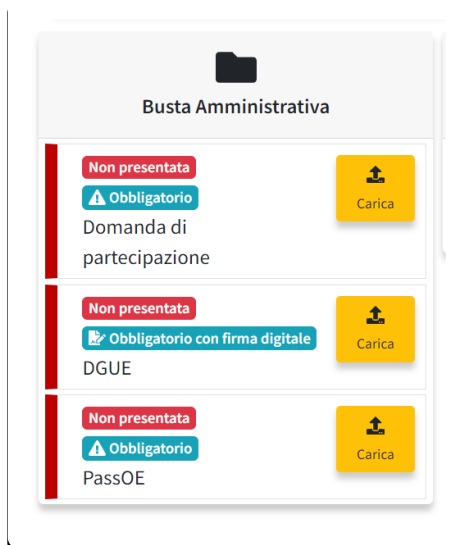 Busta Amministrativa
Non presentata
Obbligatorio
Carica
Domanda di
partecipazione
Non presentata
Obbligatorio con firma digitale
Carica
DGUE
Non presentata
Obbligatorio
Carica
PassOE